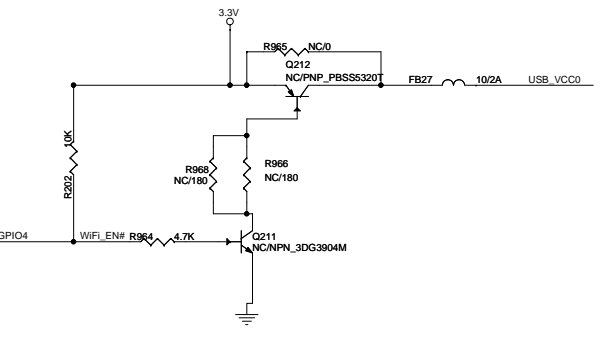 3.3V
R965 NC/0
Q212
NC/PNP_PBSS5320T
FB27 10/2A USB_VCC0
10K
R202
R968
NC/180
R966
NC/180
GPIO4 WiFi_EN# R964 4.7K
Q211
NC/NPN_3DG3904M